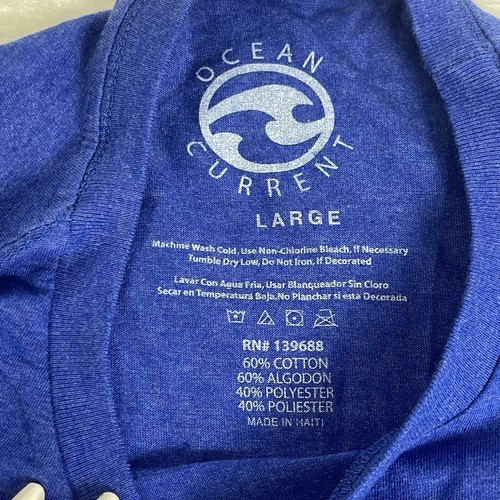 OCEAN
CURRENT
LARGE
Machine Wash Cold, Use Non-Chlorine Bleach, If Necessary
Tumble Dry Low, Do Not Iron, If Decorated
Lavar Con Agua Fria, Usar Blanqueador Sin Cloro
Secar en Temperatura Baja,No Planchar si esta Decorada
RN# 139688
60% COTTON
60% ALGODON
40% POLYESTER
40% POLIESTER
MADE IN HAITI